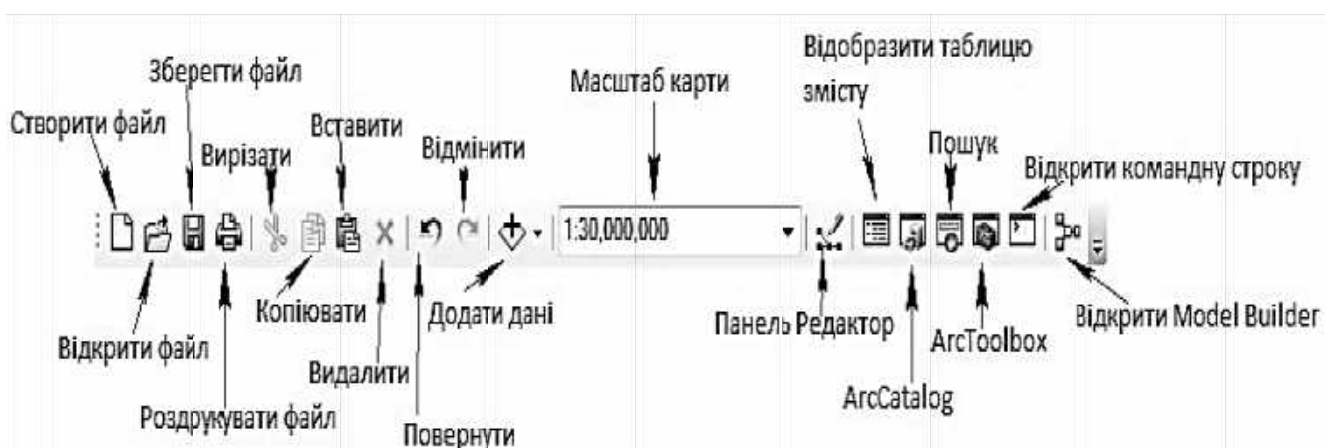 Відобразити таблицю
змісту
Зберегти файл
Масштаб карти
Створити файл
Вставити
Вирізати
Відмінити
Пошук
Відкрити командну строку
1:30,000,000
Копіювати
Додати дані
Панель Редактор
Відкрити Model Builder
Відкрити файл
ArcToolbox
Видалити
ArcCatalog
Роздрукувати файл
Повернути